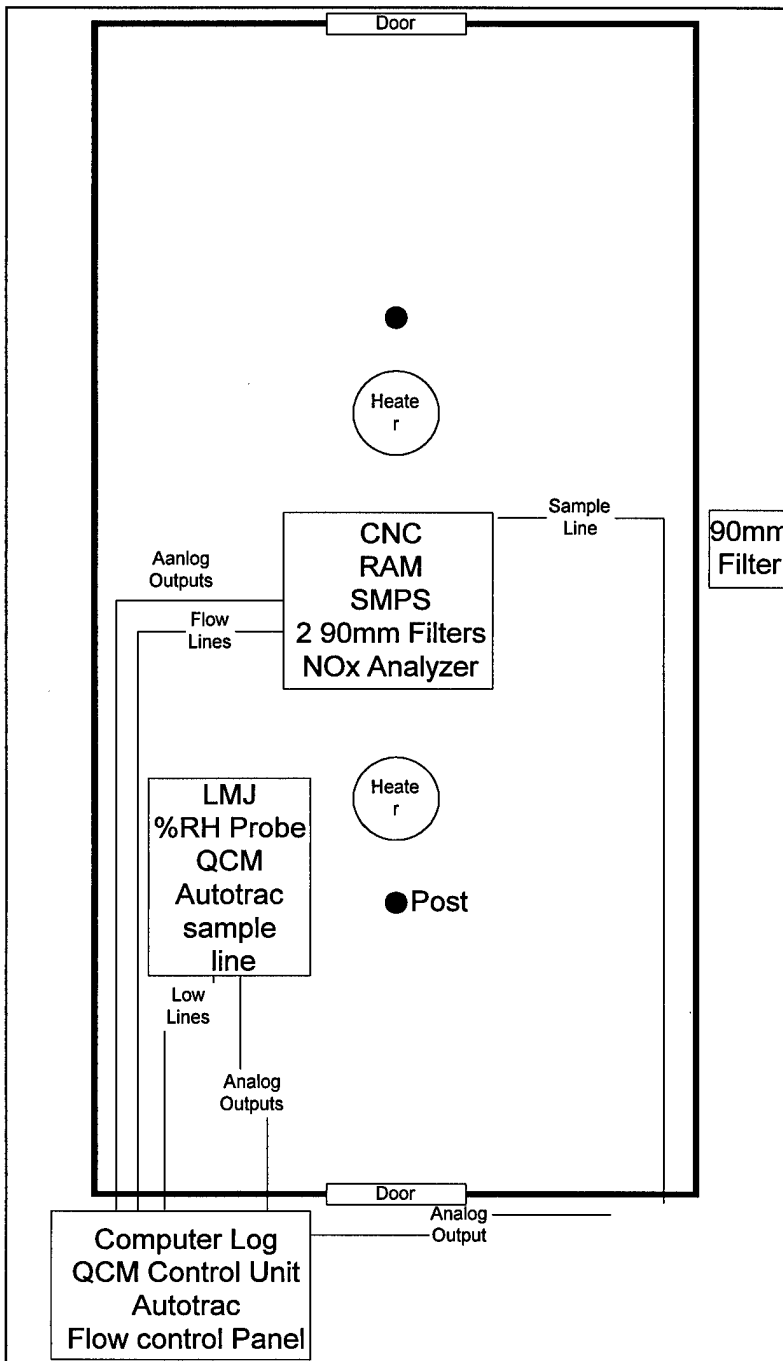 Door
Heate
r
Sample
Line
90mm
Filter
CNC
RAM
SMPS
2 90mm Filters
NOx Analyzer
Aanlog
Outputs
Flow
Lines
Heate
r
LMJ
%RH Probe
QCM
Autotrac
sample
line
Post
Low
Lines
Analog
Outputs
Door
Analog
Output
Computer Log
QCM Control Unit
Autotrac
Flow control Panel